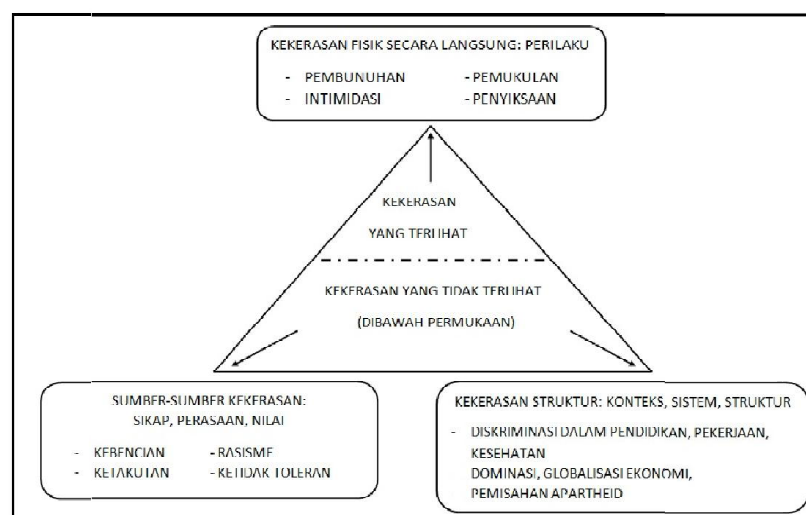 KEKERASAN FISIK SECARA LANGSUNG: PERILAKU
- PEMBUNUHAN - PEMUKULAN
- INTIMIDASI - PENYIKSAAN
KEKERASAN
YANG TERLIHAT
KEKERASAN YANG TIDAK TERLIHAT
(DIBAWAH PERMUKAAN)
SUMBER-SUMBER KEKERASAN:
SIKAP, PERASAAN, NILAI
- KEBENCIAN - RASISME
- KETAKUTAN - KETIDAK TOLERAN
KEKERASAN STRUKTUR: KONTEKS, SISTEM, STRUKTUR
- DISKRIMINASI DALAM PENDIDIKAN, PEKERJAAN,
KESEHATAN
DOMINASI, GLOBALISASI EKONOMI,
PEMISAHAN APARTHEID